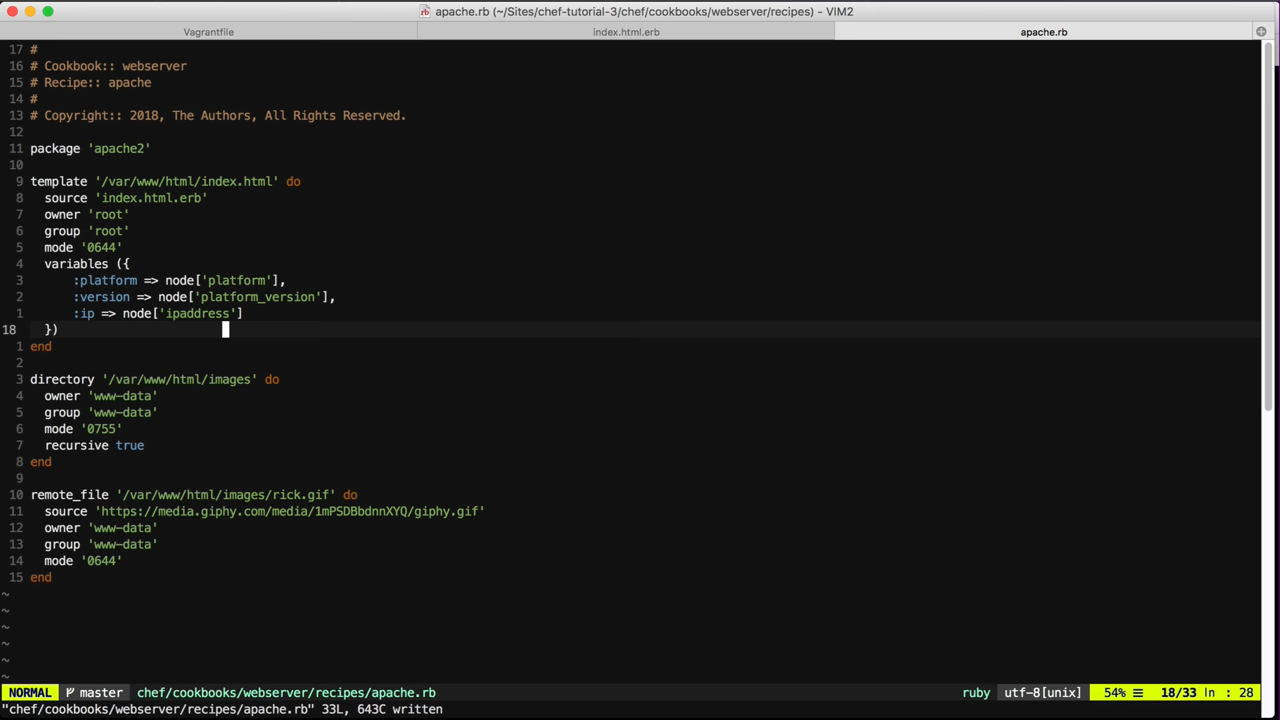 apache.rb (~/Sites/chef-tutorial-3/chef/cookbooks/webserver/recipes) - VIM2
Vagrantfile index.html.erb apache.rb
17 #
16 # Cookbook:: webserver
15 # Recipe:: apache
14 #
13 # Copyright:: 2018, The Authors, All Rights Reserved.
12
11 package 'apache2'
10
9 template '/var/www/html/index.html' do
8 source 'index.html.erb'
7 owner 'root'
6 group 'root'
5 mode '0644'
4 variables ({
3 :platform => node['platform'],
2 :version => node['platform_version'],
1 :ip => node['ipaddress']
18 })
1 end
2
3 directory '/var/www/html/images' do
4 owner 'www-data'
5 group 'www-data'
6 mode '0755'
7 recursive true
8 end
9
10 remote_file '/var/www/html/images/rick.gif' do
11 source 'https://media.giphy.com/media/1mPSDBbdnnXYQ/giphy.gif'
12 owner 'www-data'
13 group 'www-data'
14 mode '0644'
15 end
~
~
~
~
~
~
NORMAL master chef/cookbooks/webserver/recipes/apache.rb ruby utf-8[unix] 54% ☰ 18/33 ln : 28
"chef/cookbooks/webserver/recipes/apache.rb" 33L, 643C written